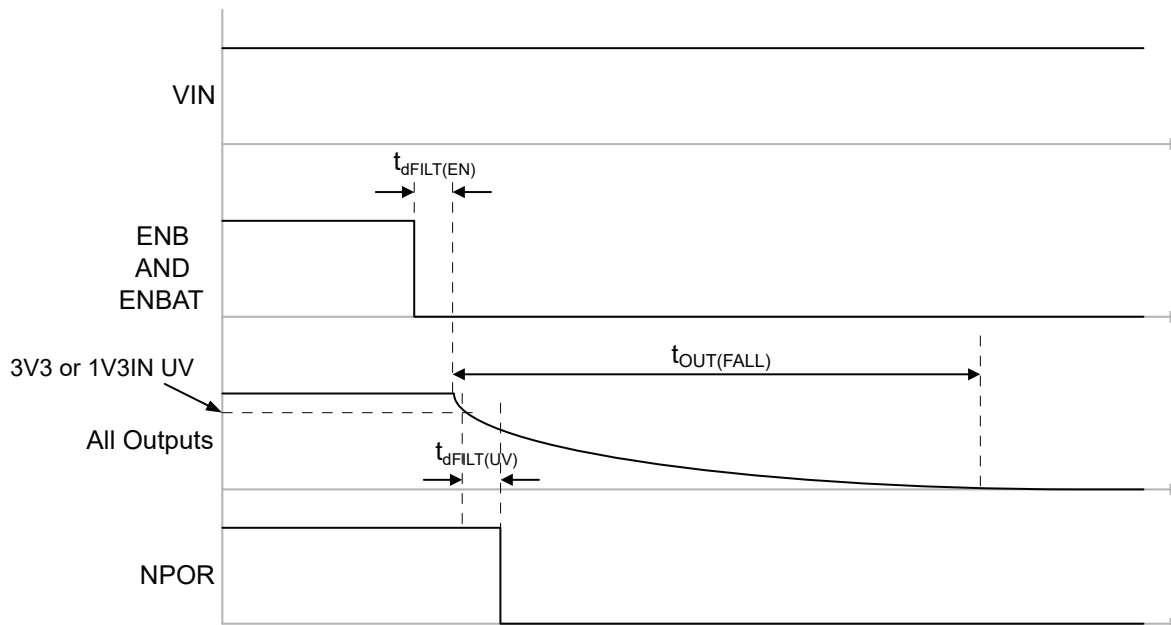 VIN
tdFILT(EN)
ENB
AND
ENBAT
3V3 or 1V3IN UV
tOUT(FALL)
All Outputs
tdFILT(UV)
NPOR